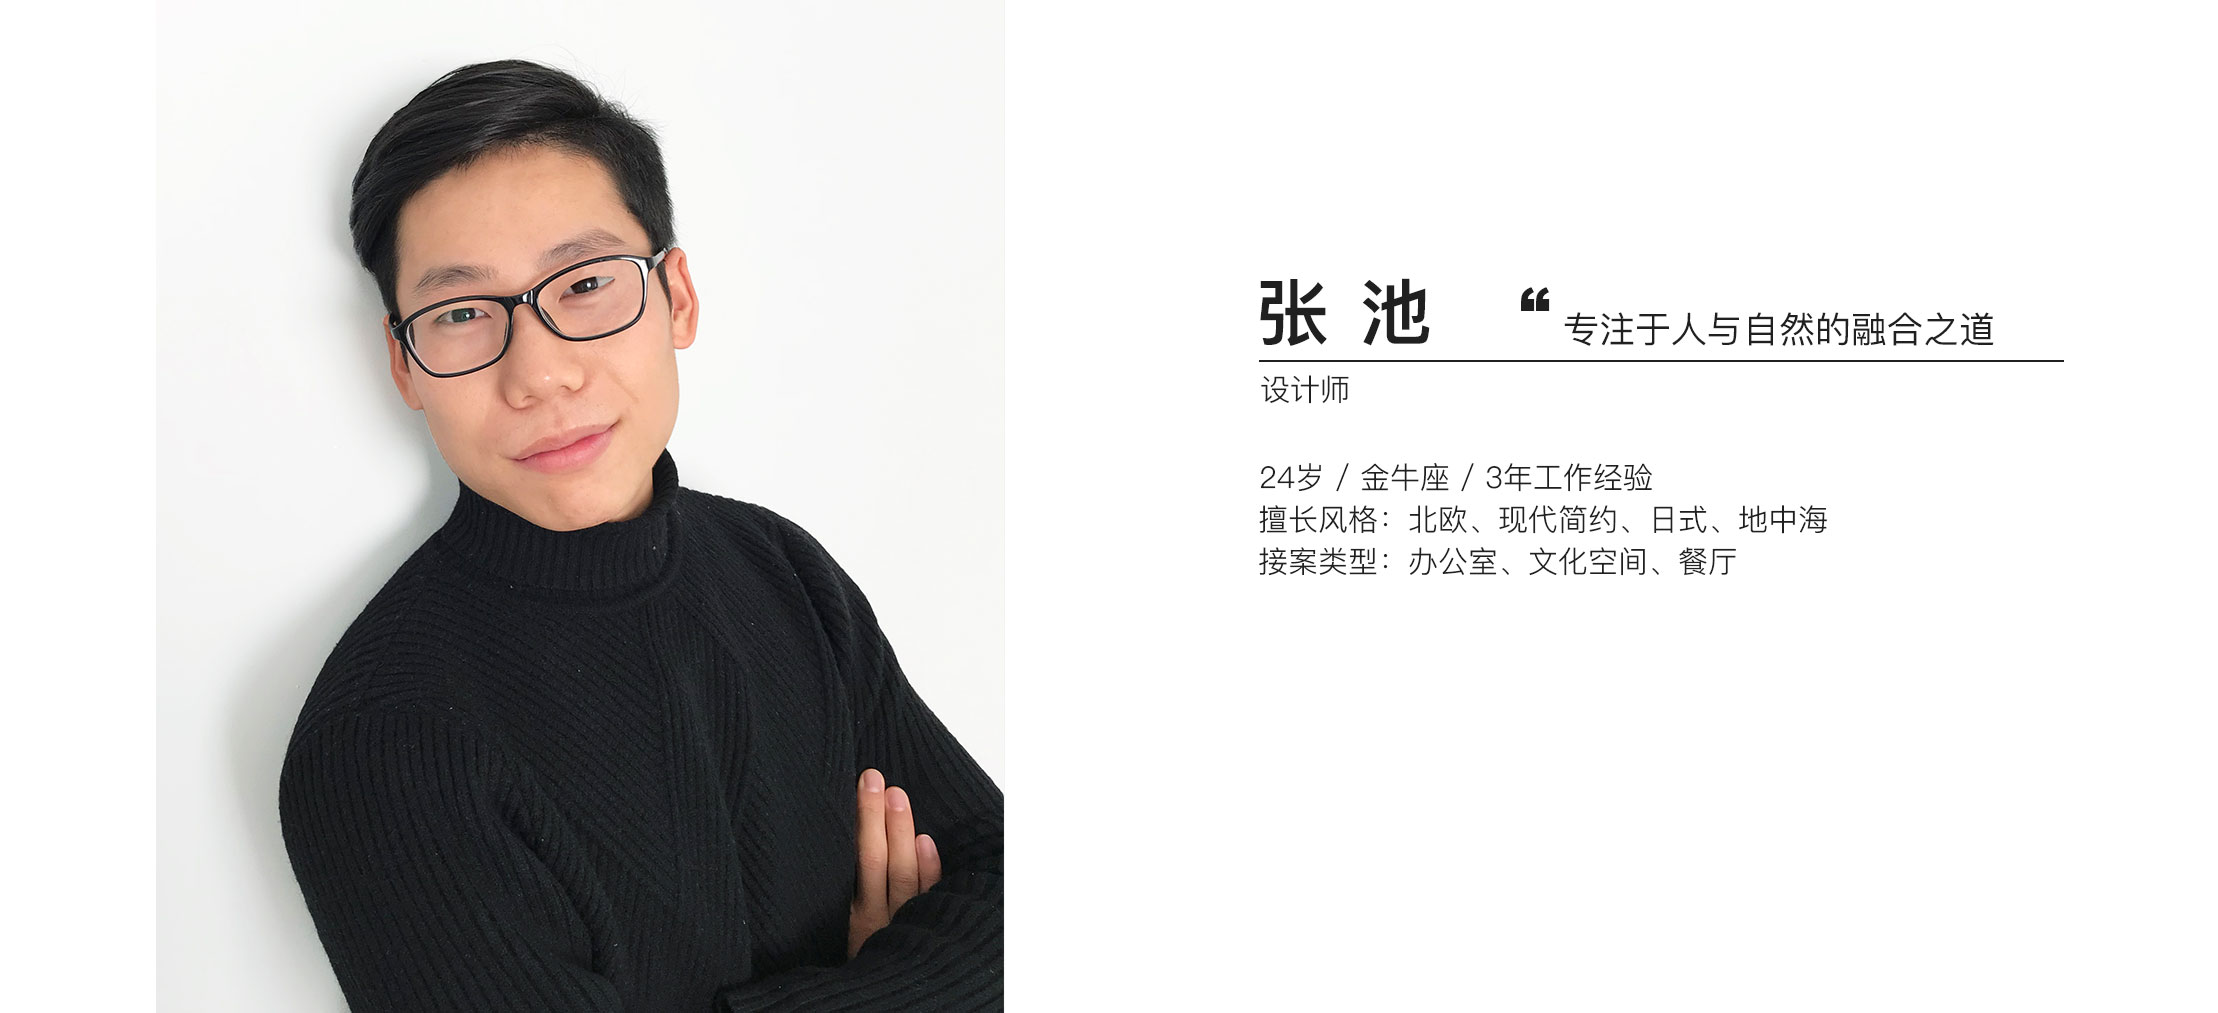 张 池 “ 专注于人与自然的融合之道
设计师
24岁 / 金牛座 / 3年工作经验
擅长风格：北欧、现代简约、日式、地中海
接案类型：办公室、文化空间、餐厅